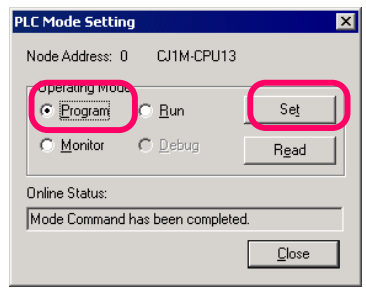 PLC Mode Setting
Node Address: 0 CJ1M-CPU13
Operating Mode
Program Run Set
Monitor Debug Read
Online Status:
Mode Command has been completed.
Close